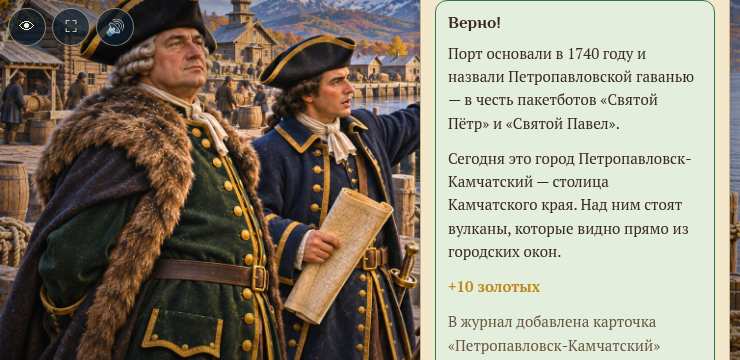 Верно!
Порт основали в 1740 году и
назвали Петропавловской гаванью
— в честь пакетботов «Святой
Пётр» и «Святой Павел».
Сегодня это город Петропавловск-
Камчатский — столица
Камчатского края. Над ним стоят
вулканы, которые видно прямо из
городских окон.
+10 золотых
В журнал добавлена карточка
«Петропавловск-Камчатский»